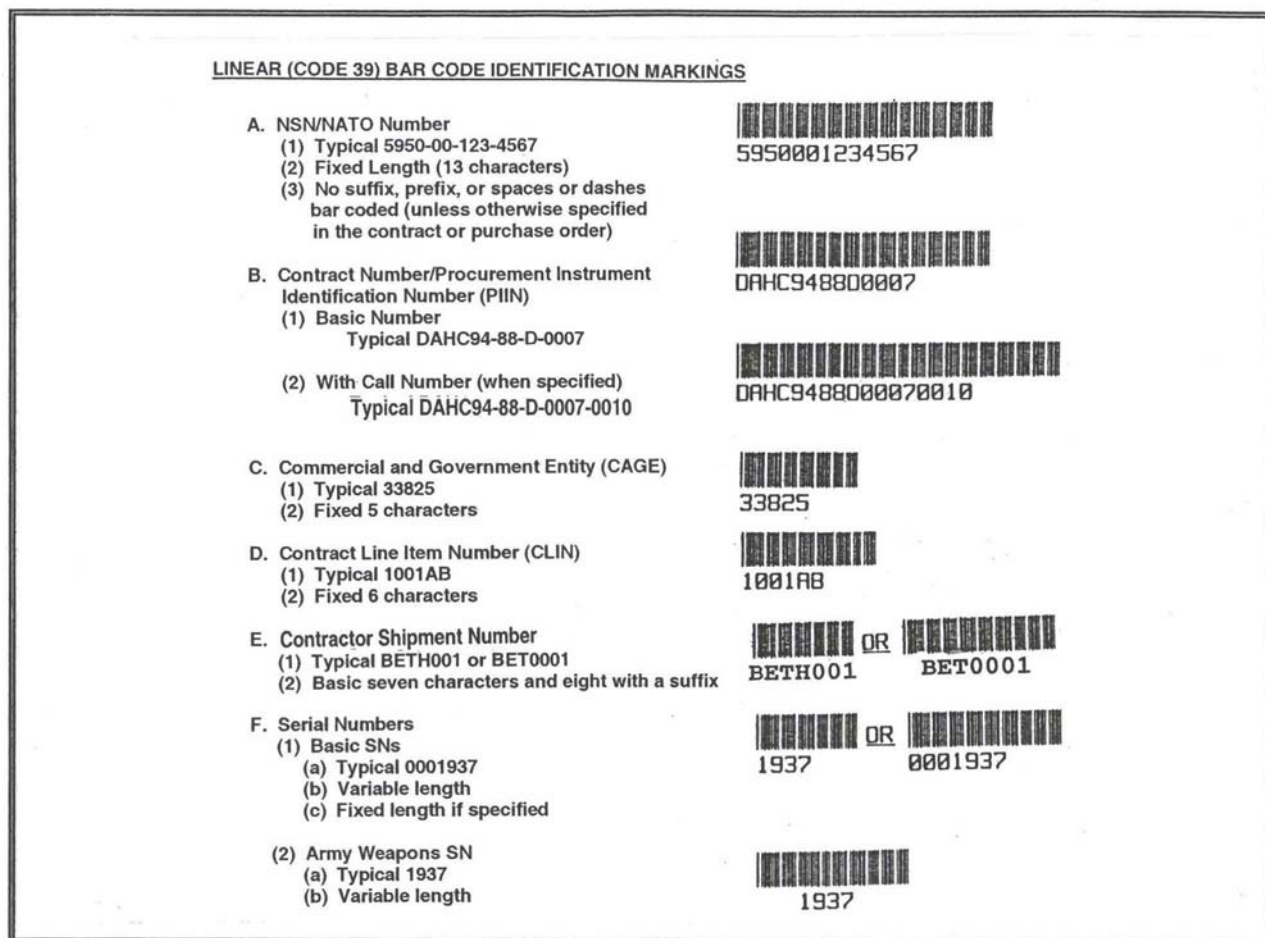 LINEAR (CODE 39) BAR CODE IDENTIFICATION MARKINGS
A. NSN/NATO Number
(1) Typical 5950-00-123-4567
(2) Fixed Length (13 characters)
(3) No suffix, prefix, or spaces or dashes
bar coded (unless otherwise specified
in the contract or purchase order)
5950001234567
B. Contract Number/Procurement Instrument
Identification Number (PIIN)
(1) Basic Number
Typical DAHC94-88-D-0007
DAHC9488D0007
(2) With Call Number (when specified)
Typical DAHC94-88-D-0007-0010
DAHC9488D00070010
C. Commercial and Government Entity (CAGE)
(1) Typical 33825
(2) Fixed 5 characters
33825
D. Contract Line Item Number (CLIN)
(1) Typical 1001AB
(2) Fixed 6 characters
1001AB
E. Contractor Shipment Number
(1) Typical BETH001 or BET0001
(2) Basic seven characters and eight with a suffix
OR
BETH001 BET0001
F. Serial Numbers
(1) Basic SNs
(a) Typical 0001937
(b) Variable length
(c) Fixed length if specified
OR
1937 0001937
(2) Army Weapons SN
(a) Typical 1937
(b) Variable length
1937